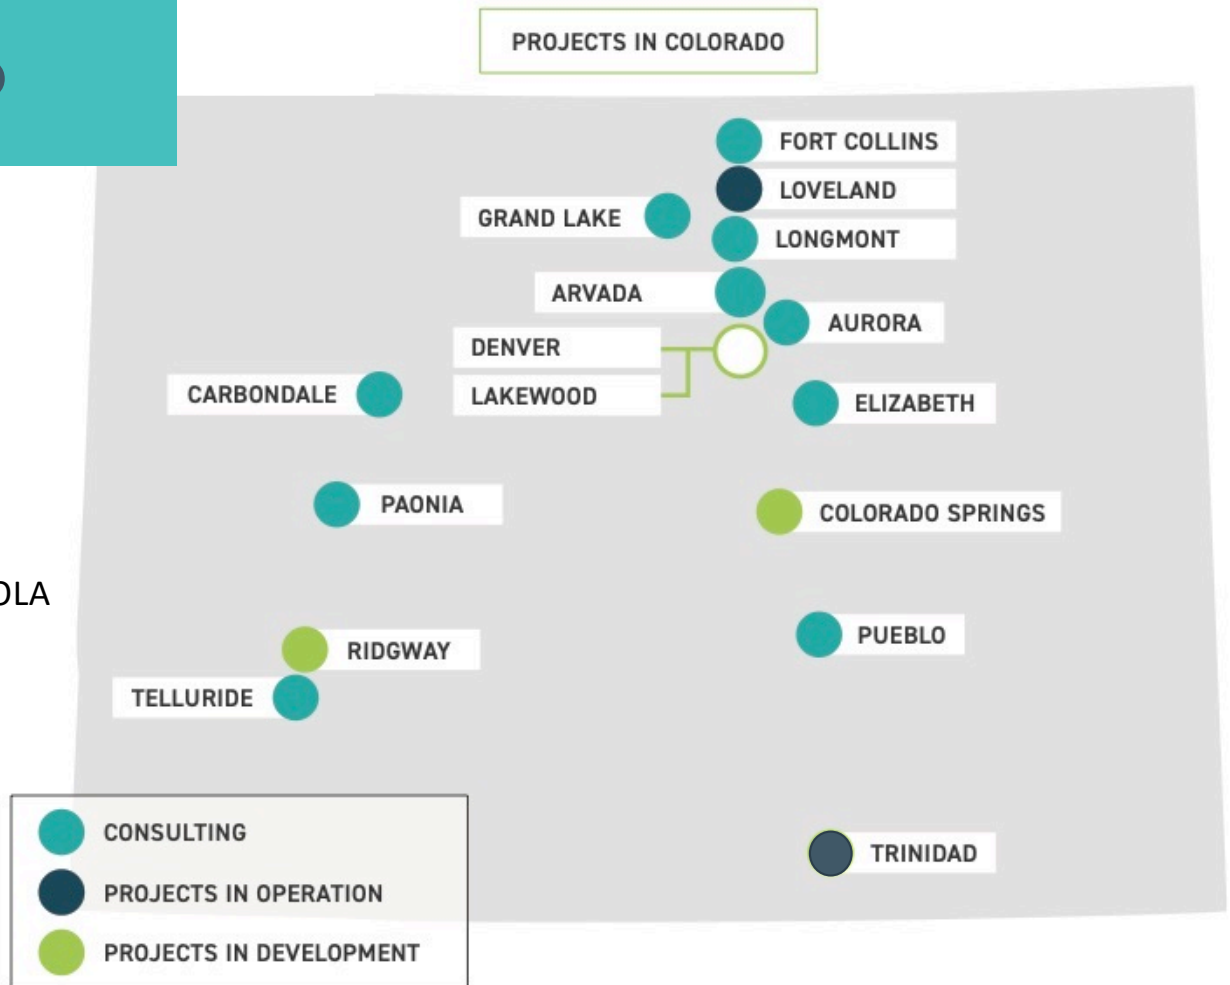 PROJECTS IN COLORADO
FORT COLLINS
LOVELAND
GRAND LAKE
LONGMONT
ARVADA
AURORA
DENVER
CARBONDALE
LAKEWOOD
ELIZABETH
PAONIA
COLORADO SPRINGS
OLA
PUEBLO
RIDGWAY
TELLURIDE
CONSULTING
TRINIDAD
PROJECTS IN OPERATION
PROJECTS IN DEVELOPMENT